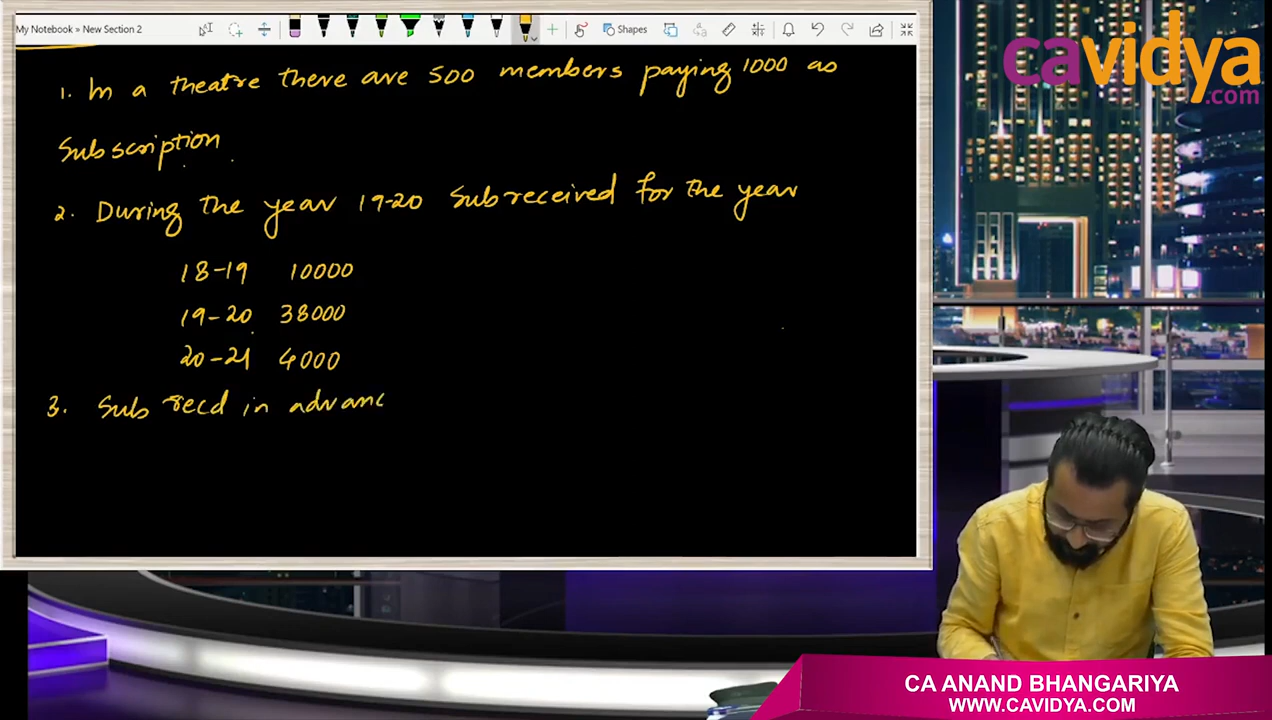 My Notebook » New Section 2
Shapes
cavidya
.com
1. In a theatre there are 500 members paying 1000 as
Subscription
2. During the year 19-20 Sub received for the year
18-19 10000
19-20 38000
20-21 4000
3. Sub recd in advanc
CA ANAND BHANGARIYA
WWW.CAVIDYA.COM